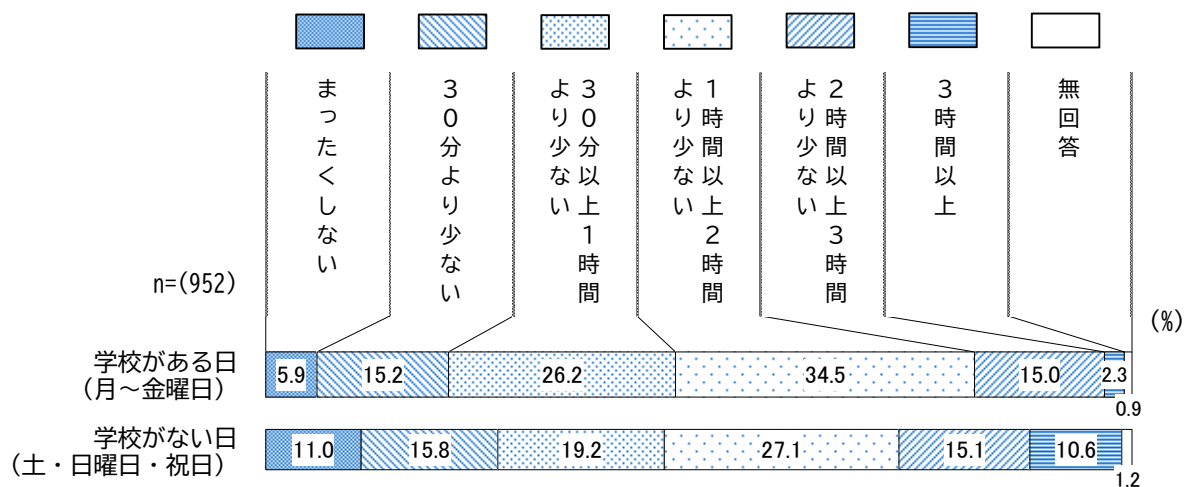 まったくしない
３０分より少ない
３０分以上１時間
より少ない
１時間以上２時間
より少ない
２時間以上３時間
より少ない
３時間以上
無回答
n=(952)
(%)
学校がある日
（月～金曜日）
5.9 15.2 26.2 34.5 15.0 2.3
0.9
学校がない日
（土・日曜日・祝日）
11.0 15.8 19.2 27.1 15.1 10.6
1.2